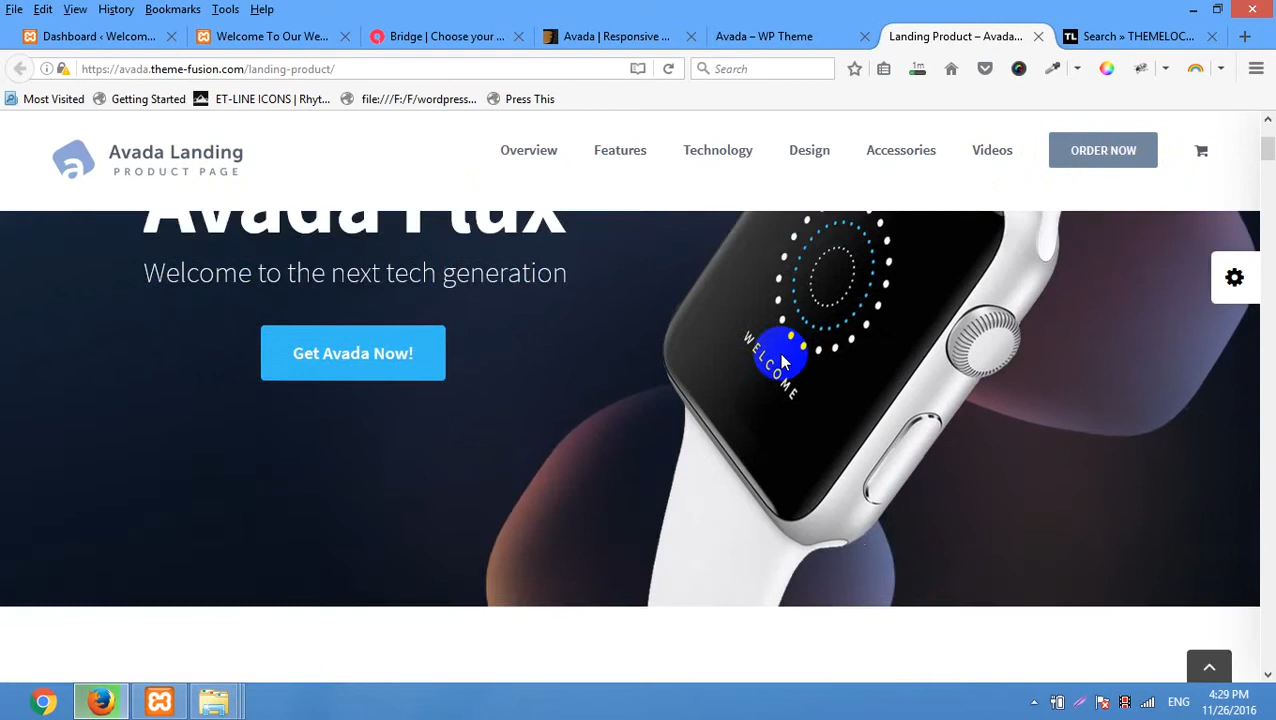 File Edit View History Bookmarks Tools Help
Dashboard ‹ Welcom... Welcome To Our We... Bridge | Choose your ... Avada | Responsive ... Avada – WP Theme Landing Product – Avada... Search » THEMELOC...
https://avada.theme-fusion.com/landing-product/ Search 1m
Most Visited Getting Started ET-LINE ICONS | Rhyt... file:///F:/F/wordpress... Press This
Avada Landing
PRODUCT PAGE
Overview Features Technology Design Accessories Videos ORDER NOW
Avada Flux
Welcome to the next tech generation
Get Avada Now!
WELCOME
ENG
4:29 PM
11/26/2016